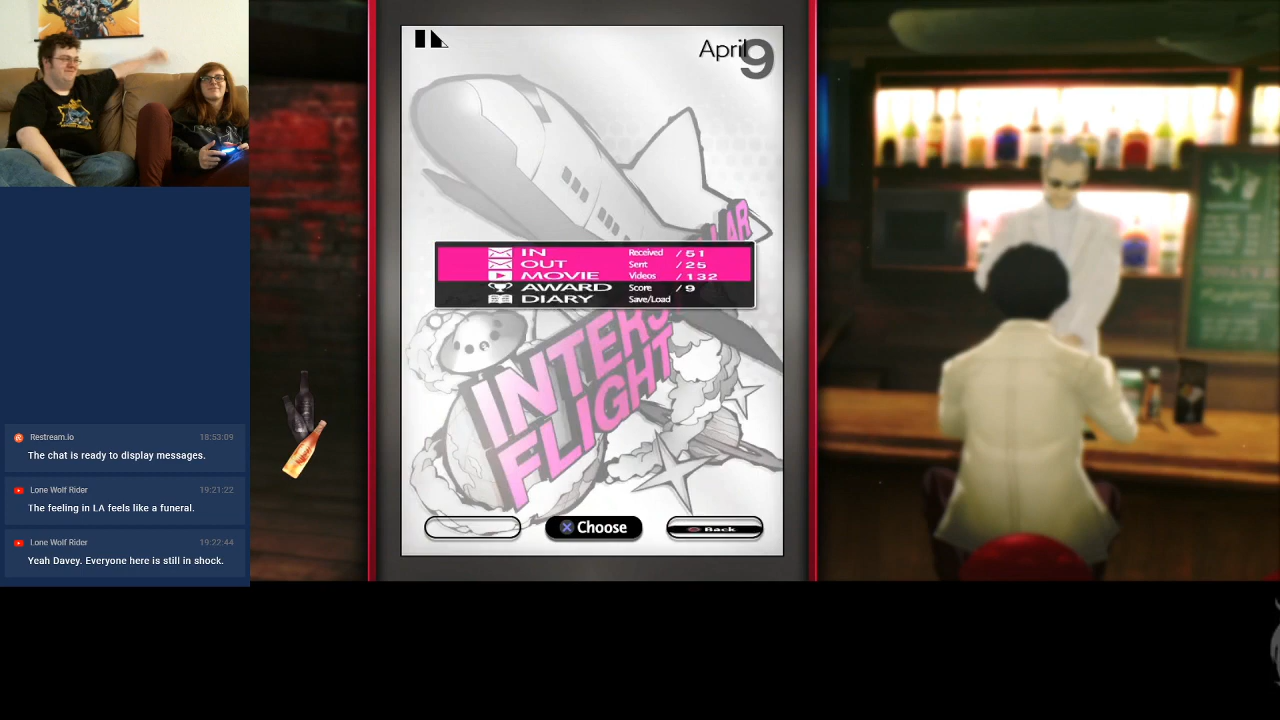 April 9
IN Received /51
OUT Sent /25
MOVIE Videos /132
AWARD Score /9
DIARY Save/Load
FLIGHT
Choose
Back
Restream.io 18:53:09
The chat is ready to display messages.
Lone Wolf Rider 19:21:22
The feeling in LA feels like a funeral.
Lone Wolf Rider 19:22:44
Yeah Davey. Everyone here is still in shock.